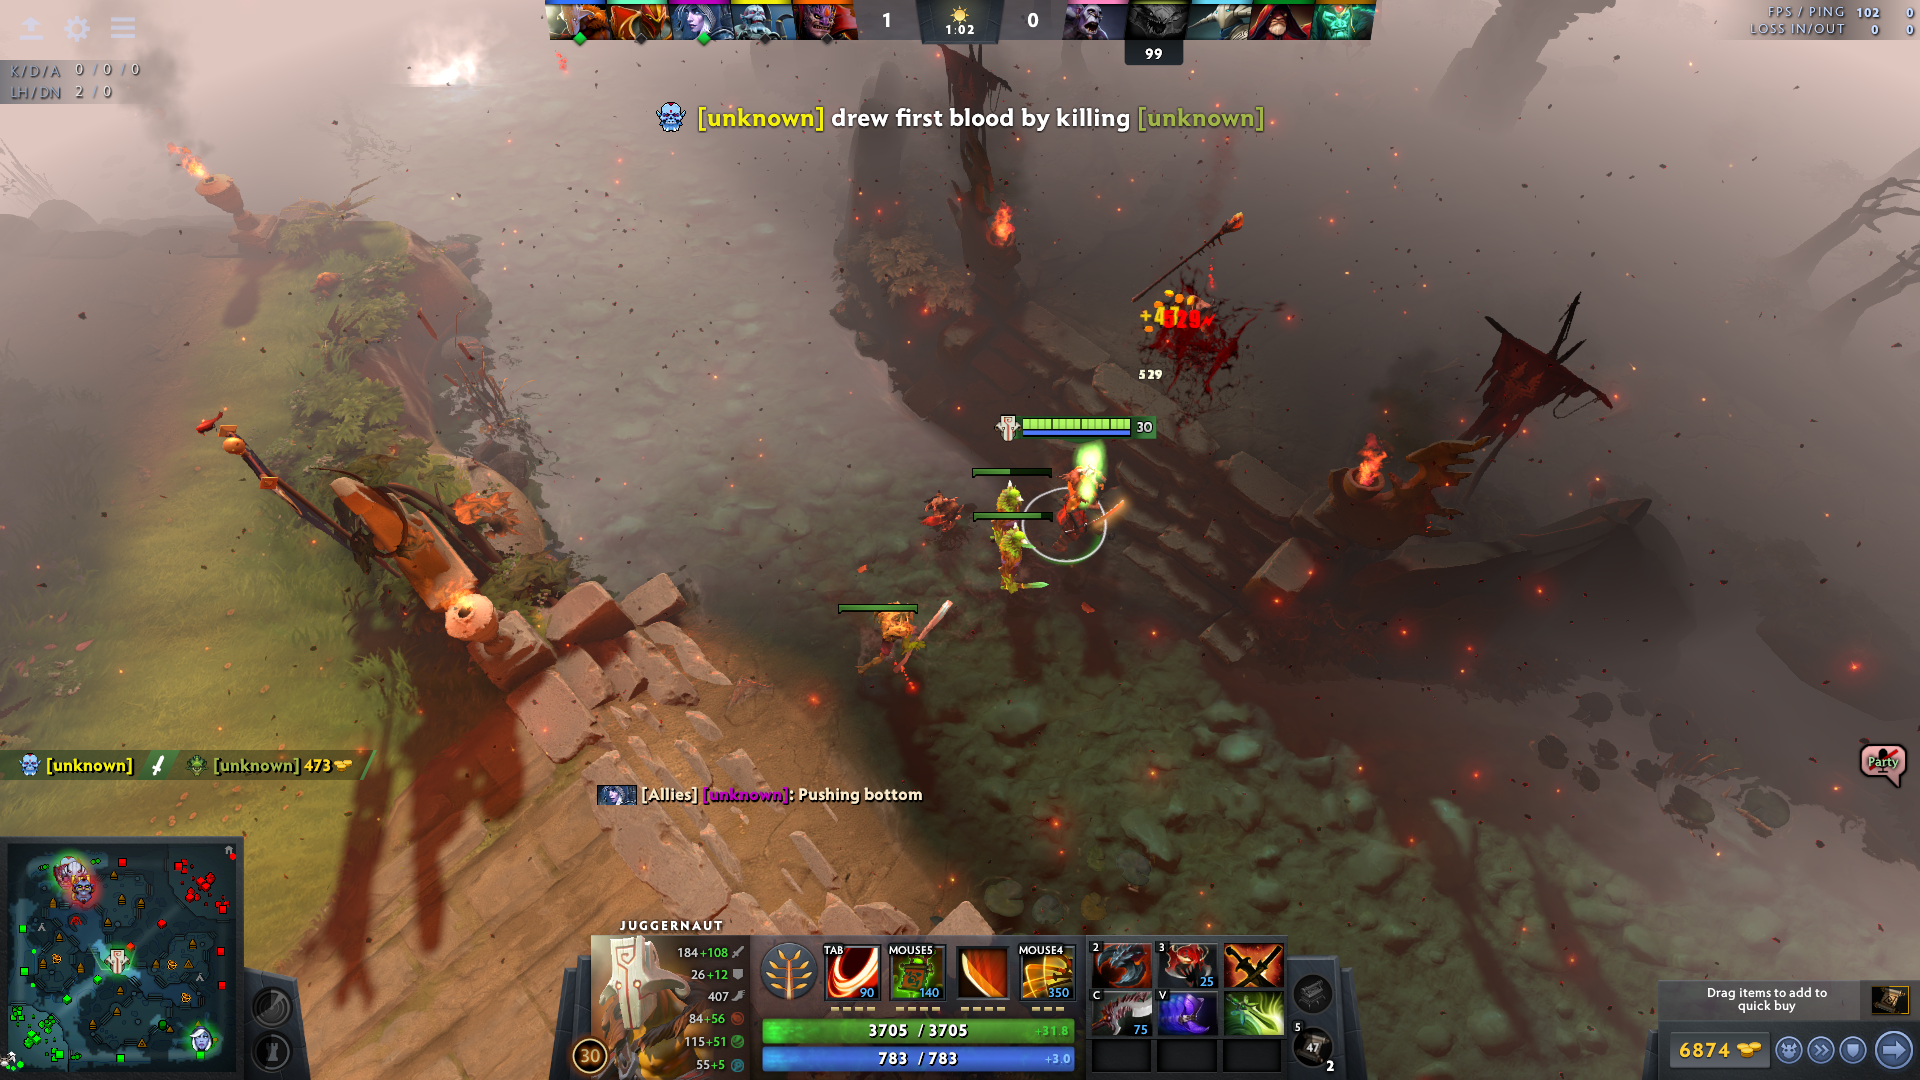 1
1:02
0
99
FPS / PING 102 0
LOSS IN/OUT 0 0
K/D/A 0 / 0 / 0
LH/DN 2 / 0
[unknown] drew first blood by killing [unknown]
529
30
[unknown] [unknown] 473
Party
[Allies] [unknown]: Pushing bottom
JUGGERNAUT
184+108
26+12
407
84+56
115+51
55+5
30
TAB
90
MOUSE5
140
MOUSE4
350
3705 / 3705
+31.8
783 / 783
+3.0
2
3
25
C
75
V
5
47
2
Drag items to add to
quick buy
6874